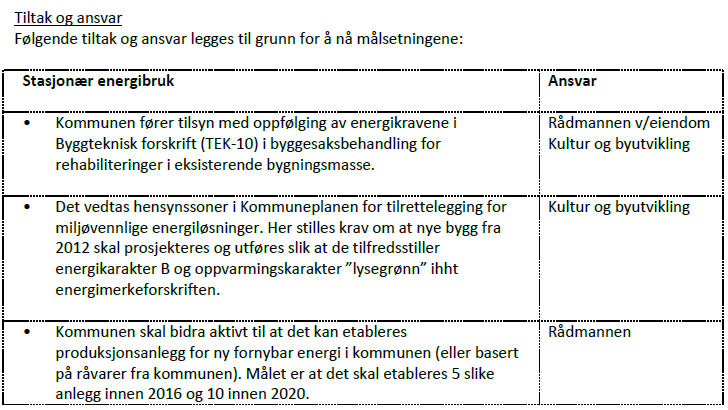 Tiltak og ansvar
Følgende tiltak og ansvar legges til grunn for å nå målsetningene:
Stasjonær energibruk
Ansvar
• Kommunen fører tilsyn med oppfølging av energikravene i
Byggteknisk forskrift (TEK-10) i byggesaksbehandling for
rehabiliteringer i eksisterende bygningsmasse.
Rådmannen v/eiendom
Kultur og byutvikling
• Det vedtas hensynssoner i Kommuneplanen for tilrettelegging for
miljøvennlige energiløsninger. Her stilles krav om at nye bygg fra
2012 skal prosjekteres og utføres slik at de tilfredsstiller
energikarakter B og oppvarmingskarakter ”lysegrønn” ihht
energimerkeforskriften.
Kultur og byutvikling
• Kommunen skal bidra aktivt til at det kan etableres
produksjonsanlegg for ny fornybar energi i kommunen (eller basert
på råvarer fra kommunen). Målet er at det skal etableres 5 slike
anlegg innen 2016 og 10 innen 2020.
Rådmannen